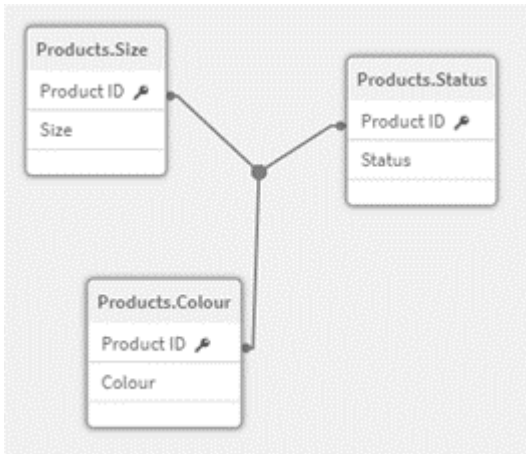 Products.Size
Product ID
Size
Products.Status
Product ID
Status
Products.Colour
Product ID
Colour